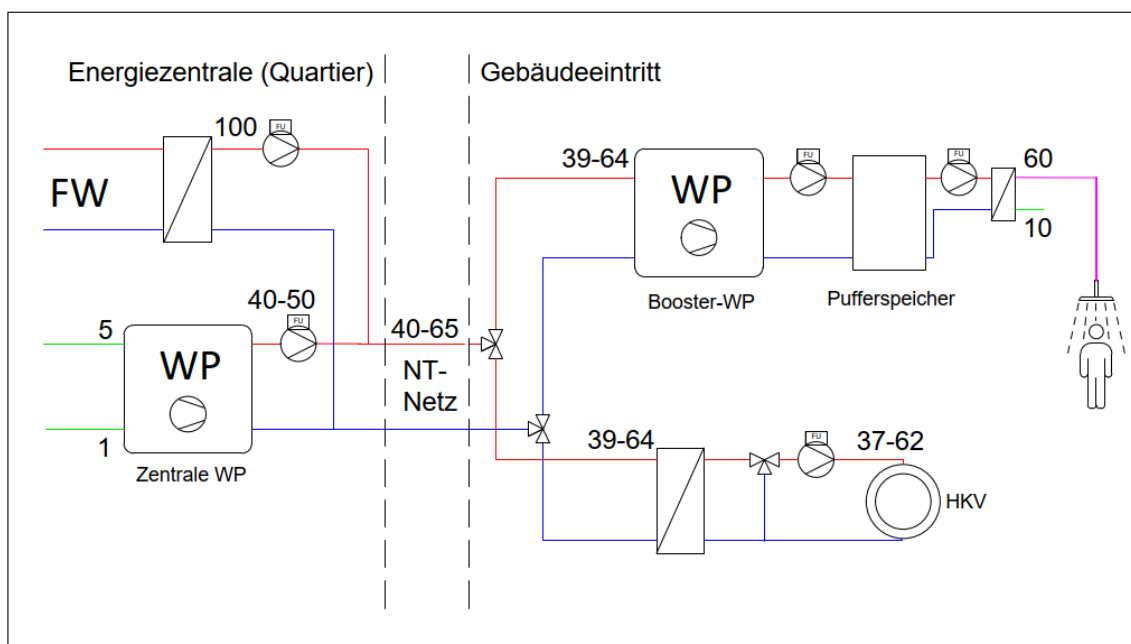 Energiezentrale (Quartier)
Gebäudeeintritt
100
FU
FW
39-64
WP
FU
FU
60
10
Booster-WP
Pufferspeicher
40-50
FU
5
WP
1
Zentrale WP
40-65
NT-
Netz
39-64
FU
37-62
HKV